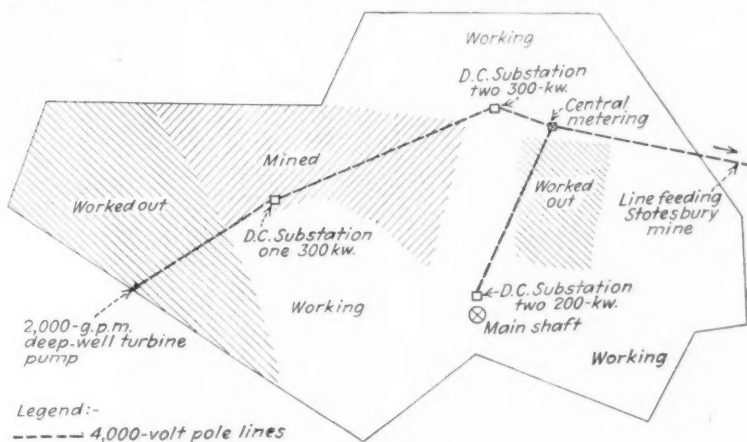 Working
D.C. Substation
two 300-kw.
Central
metering
Mined
Worked out
Worked
out
Line feeding
Stotesbury
mine
D.C. Substation
one 300kw.
D.C. Substation
two 200-kw.
Working
2,000-g.p.m.
deep-well turbine
pump
Main shaft
Working
Legend:-
4,000-volt pole lines